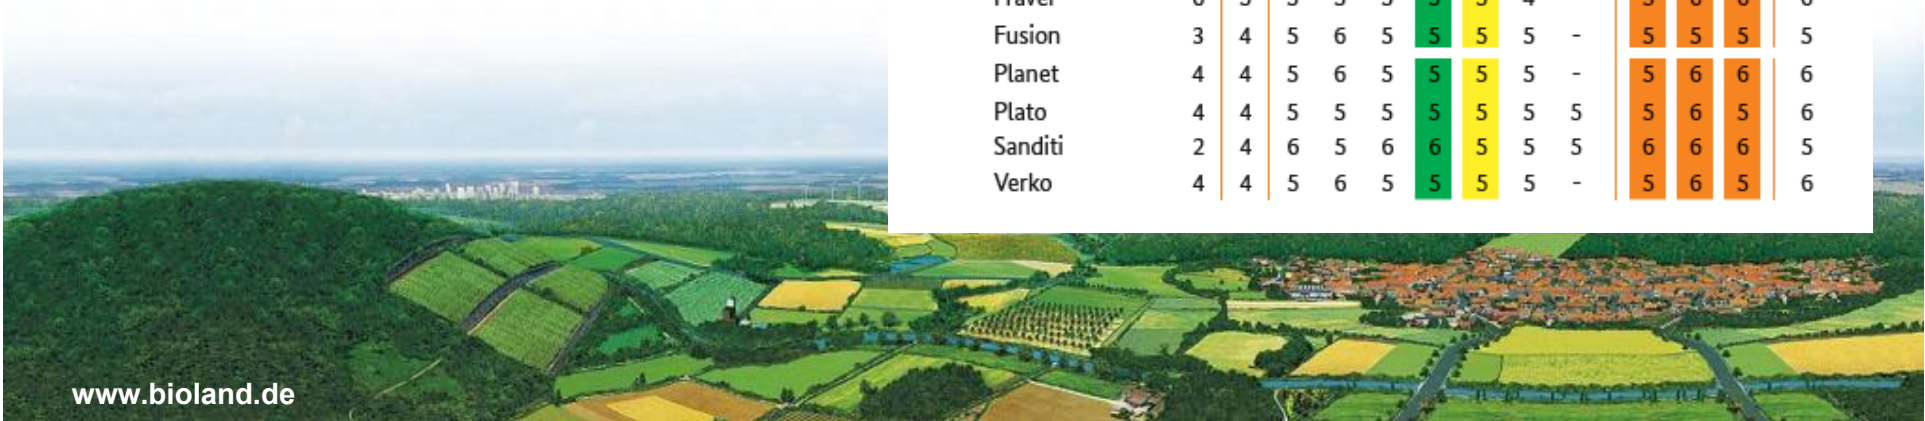 Fusion 3 4 5 6 5 5 5 5 - 5 5 5 5
Planet 4 4 5 6 5 5 5 5 - 5 6 6 6
Plato 4 4 5 5 5 5 5 5 5 5 6 5 6
Sanditi 2 4 6 5 6 6 5 5 5 6 6 6 5
Verko 4 4 5 6 5 5 5 5 - 5 6 5 6
www.bioland.de